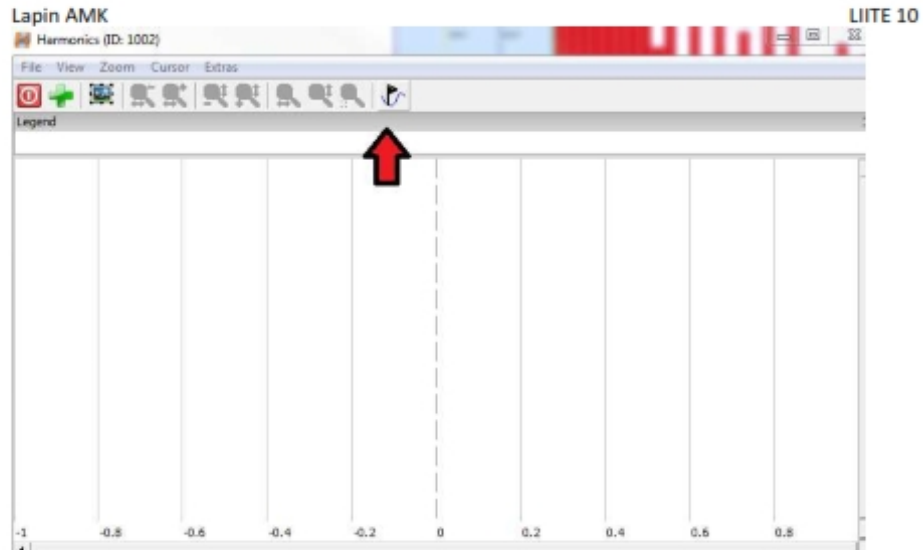 Lapin AMK LIITE 10
Harmonics (ID: 1002)
File View Zoom Cursor Extras
Legend
-1 -0.8 -0.6 -0.4 -0.2 0 0.2 0.4 0.6 0.8